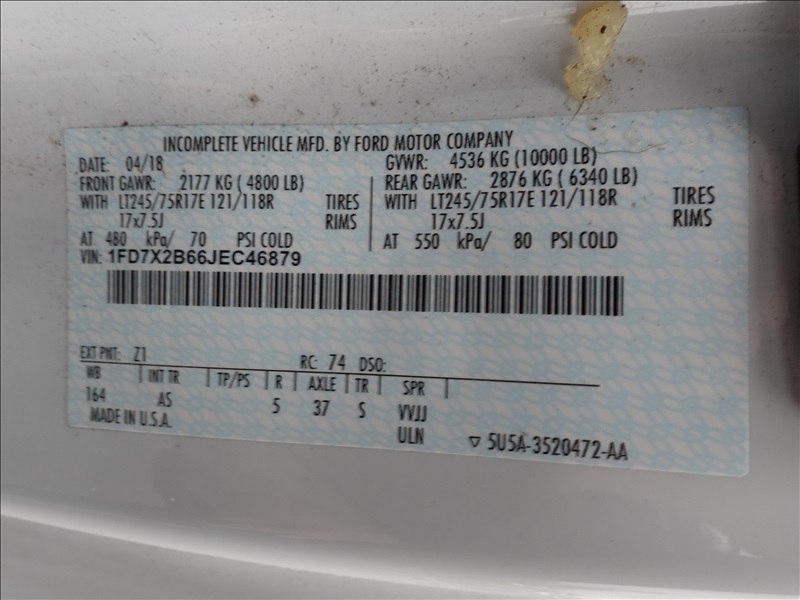 INCOMPLETE VEHICLE MFD. BY FORD MOTOR COMPANY
DATE: 04/18 GVWR: 4536 KG (10000 LB)
FRONT GAWR: 2177 KG ( 4800 LB) REAR GAWR: 2876 KG ( 6340 LB)
WITH LT245/75R17E 121/118R TIRES WITH LT245/75R17E 121/118R TIRES
17x7.5J RIMS 17x7.5J RIMS
AT 480 kPa/ 70 PSI COLD AT 550 kPa/ 80 PSI COLD
VIN: 1FD7X2B66JEC46879
EXT PNT: Z1 RC: 74 DSO:
WB INT TR TP/PS R AXLE TR SPR
164 AS 5 37 S VVJJ
MADE IN U.S.A. ULN ▽ 5U5A-3520472-AA